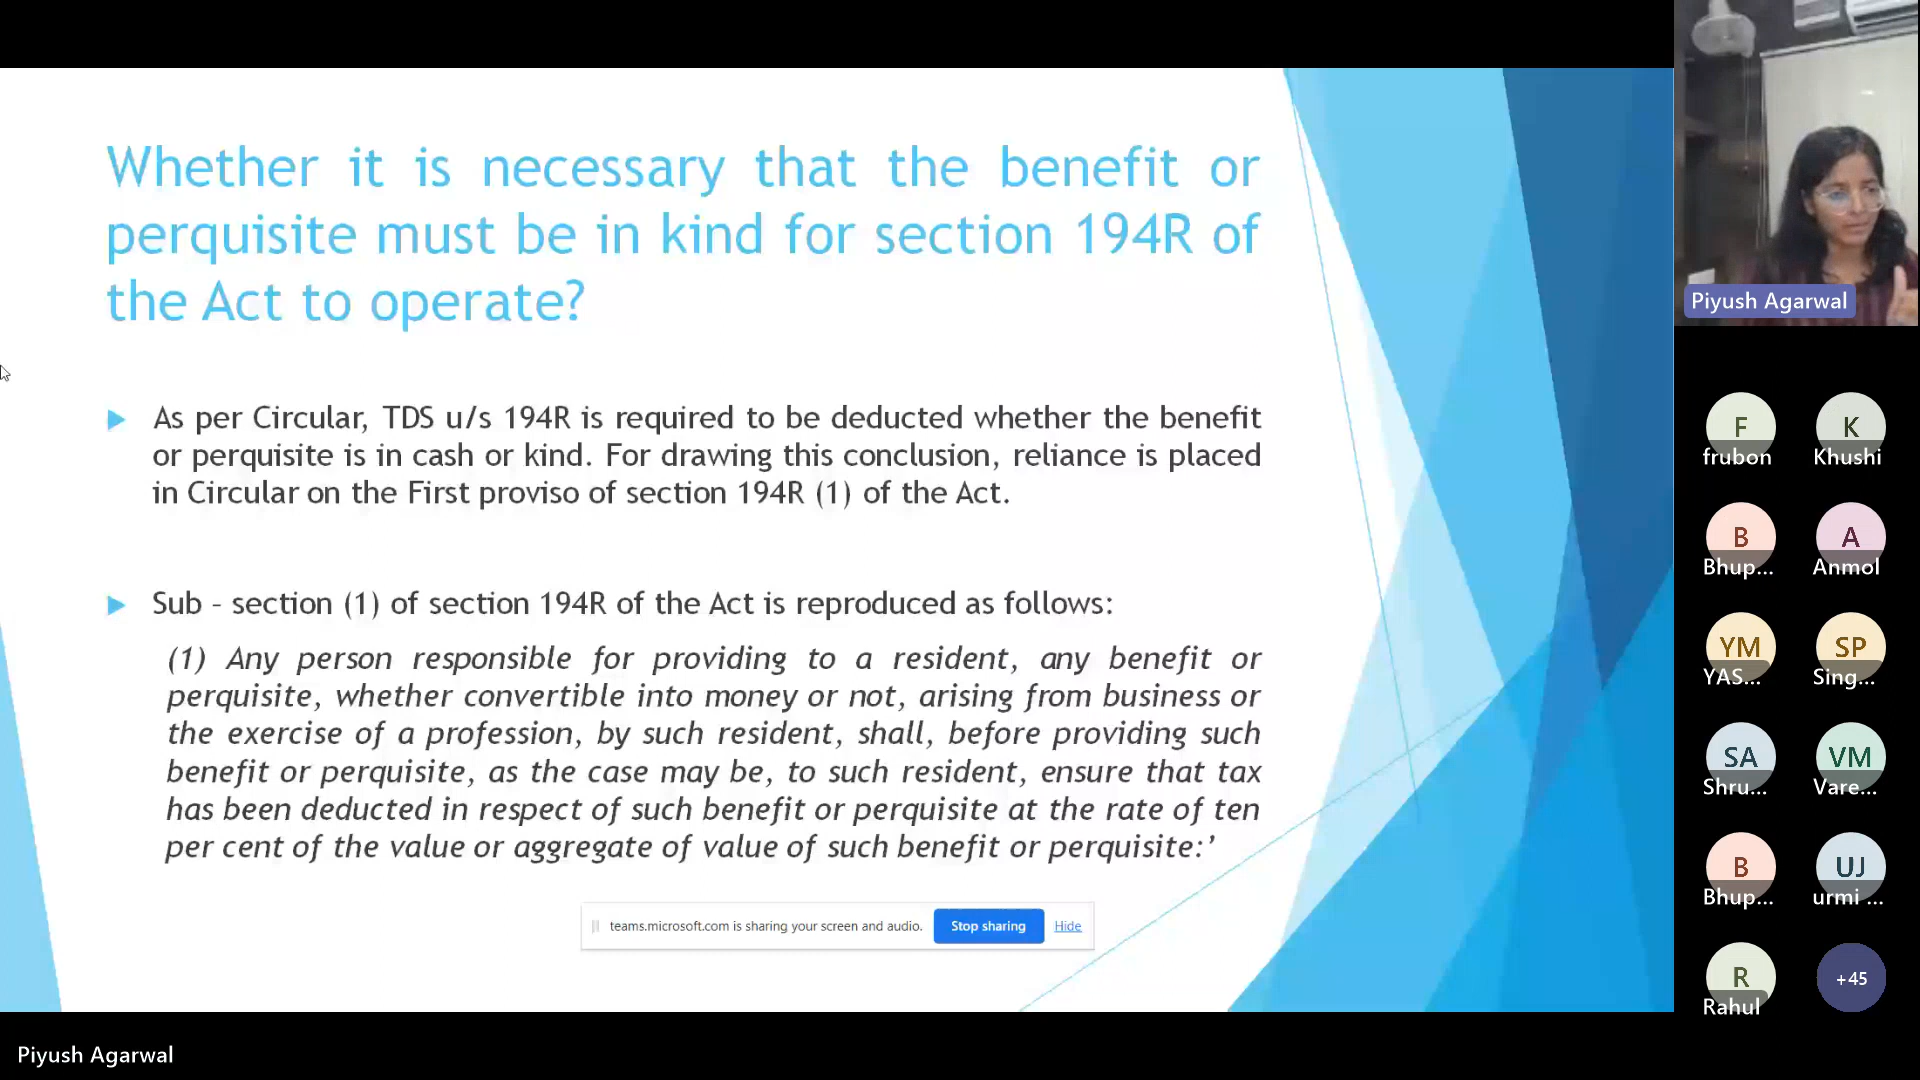 Whether it is necessary that the benefit or
perquisite must be in kind for section 194R of
the Act to operate?
As per Circular, TDS u/s 194R is required to be deducted whether the benefit
or perquisite is in cash or kind. For drawing this conclusion, reliance is placed
in Circular on the First proviso of section 194R (1) of the Act.
Sub – section (1) of section 194R of the Act is reproduced as follows:
(1) Any person responsible for providing to a resident, any benefit or
perquisite, whether convertible into money or not, arising from business or
the exercise of a profession, by such resident, shall, before providing such
benefit or perquisite, as the case may be, to such resident, ensure that tax
has been deducted in respect of such benefit or perquisite at the rate of ten
per cent of the value or aggregate of value of such benefit or perquisite:’
teams.microsoft.com is sharing your screen and audio. Stop sharing Hide
Piyush Agarwal
F K
frubon Khushi
B A
Bhup... Anmol
YM SP
YAS... Sing...
SA VM
Shru... Vare...
B UJ
Bhup... urmi ...
R +45
Rahul
Piyush Agarwal